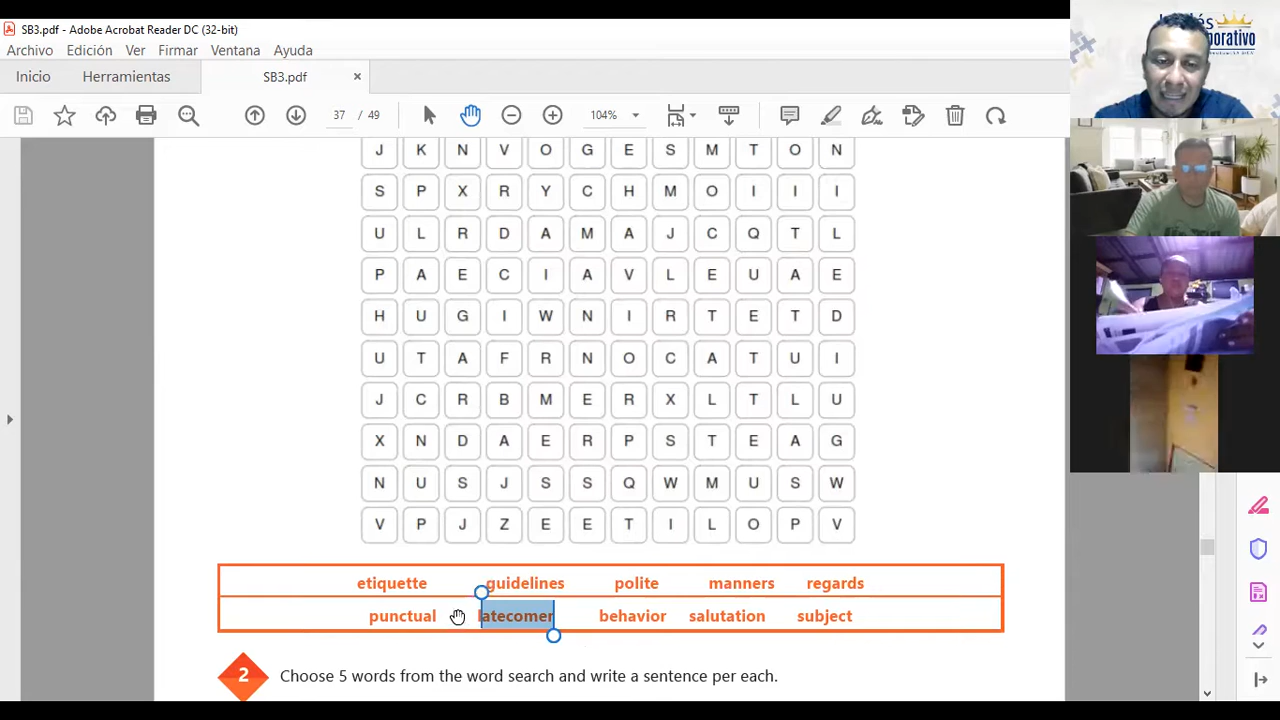 SB3.pdf - Adobe Acrobat Reader DC (32-bit)
Archivo Edición Ver Firmar Ventana Ayuda
Inicio Herramientas SB3.pdf ×
37 / 49 104%
J K N V O G E S M T O N
S P X R Y C H M O I I I
U L R D A M A J C Q T L
P A E C I A V L E U A E
H U G I W N I R T E T D
U T A F R N O C A T U I
J C R B M E R X L T L U
X N D A E R P S T E A G
N U S J S S Q W M U S W
V P J Z E E T I L O P V
etiquette guidelines polite manners regards
punctual latecomer behavior salutation subject
2 Choose 5 words from the word search and write a sentence per each.